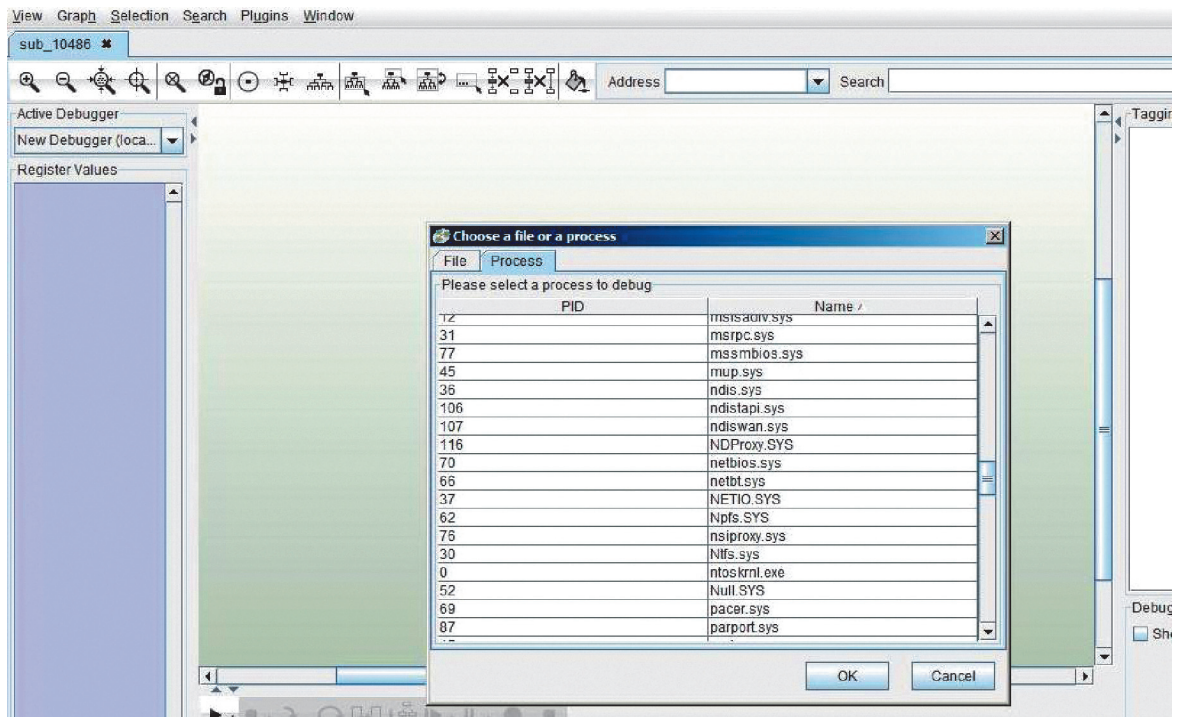 View Graph Selection Search Plugins Window
sub_10486
Address Search
Active Debugger
New Debugger (loca...
Register Values
Choose a file or a process
File Process
Please select a process to debug
PID Name
12
31 msrpc.sys
77 mssmbios.sys
45 mup.sys
36 ndis.sys
106 ndistapi.sys
107 ndiswan.sys
116 NDProxy.SYS
70 netbios.sys
66 netbt.sys
37 NETIO.SYS
62 Npfs.SYS
76 nsiproxy.sys
30 Ntfs.sys
0 ntoskrnl.exe
52 Null.SYS
69 pacer.sys
87 parport.sys
OK Cancel
Taggin
Debug
Sh